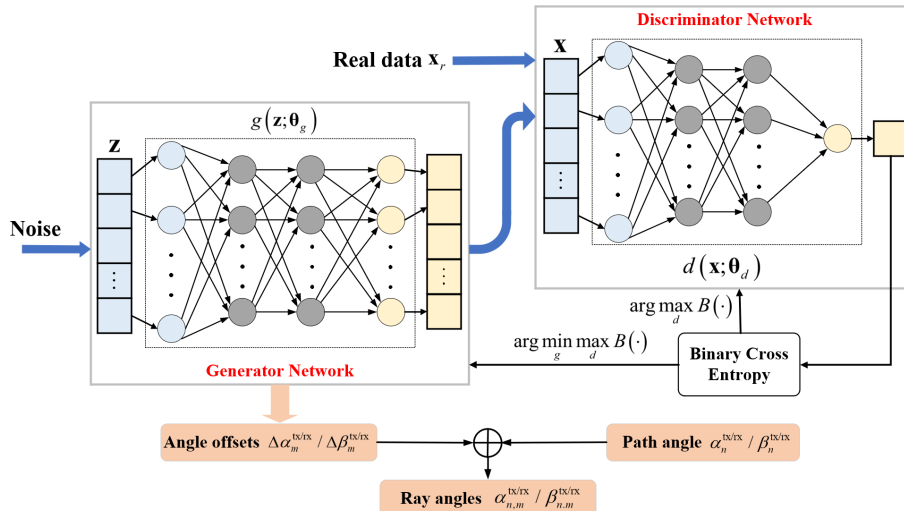 Discriminator Network
Real data x_r
x
g(z;θ_g)
z
Noise
d(x;θ_d)
arg max_d B(·)
arg min_g max_d B(·)
Binary Cross
Entropy
Generator Network
Angle offsets Δα_m^{tx/rx} / Δβ_m^{tx/rx}
Path angle α_n^{tx/rx} / β_n^{tx/rx}
Ray angles α_{n,m}^{tx/rx} / β_{n,m}^{tx/rx}